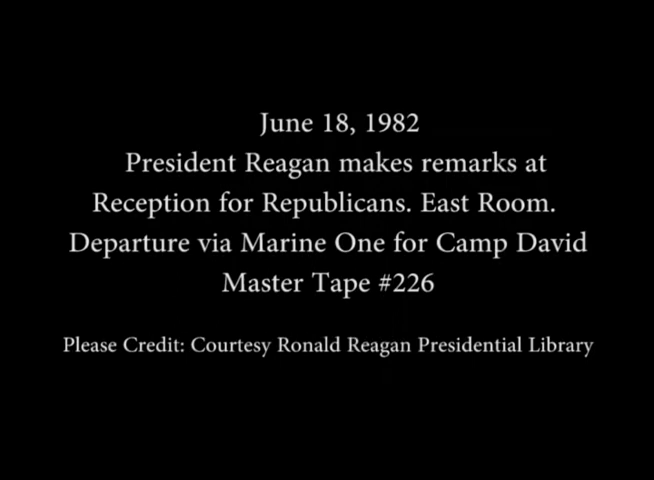 June 18, 1982
President Reagan makes remarks at
Reception for Republicans. East Room.
Departure via Marine One for Camp David
Master Tape #226
Please Credit: Courtesy Ronald Reagan Presidential Library